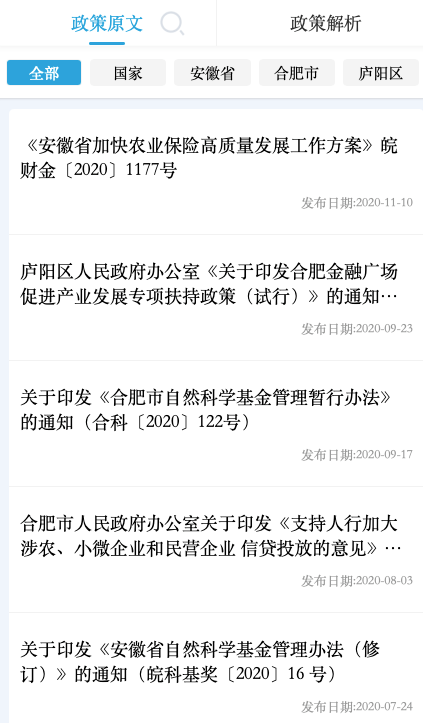 政策原文
政策解析
全部 国家 安徽省 合肥市 庐阳区
《安徽省加快农业保险高质量发展工作方案》皖
财金〔2020〕1177号
发布日期:2020-11-10
庐阳区人民政府办公室《关于印发合肥金融广场
促进产业发展专项扶持政策（试行）》的通知…
发布日期:2020-09-23
关于印发《合肥市自然科学基金管理暂行办法》
的通知（合科〔2020〕122号）
发布日期:2020-09-17
合肥市人民政府办公室关于印发《支持人行加大
涉农、小微企业和民营企业 信贷投放的意见》…
发布日期:2020-08-03
关于印发《安徽省自然科学基金管理办法（修
订）》的通知（皖科基奖〔2020〕16 号）
发布日期:2020-07-24